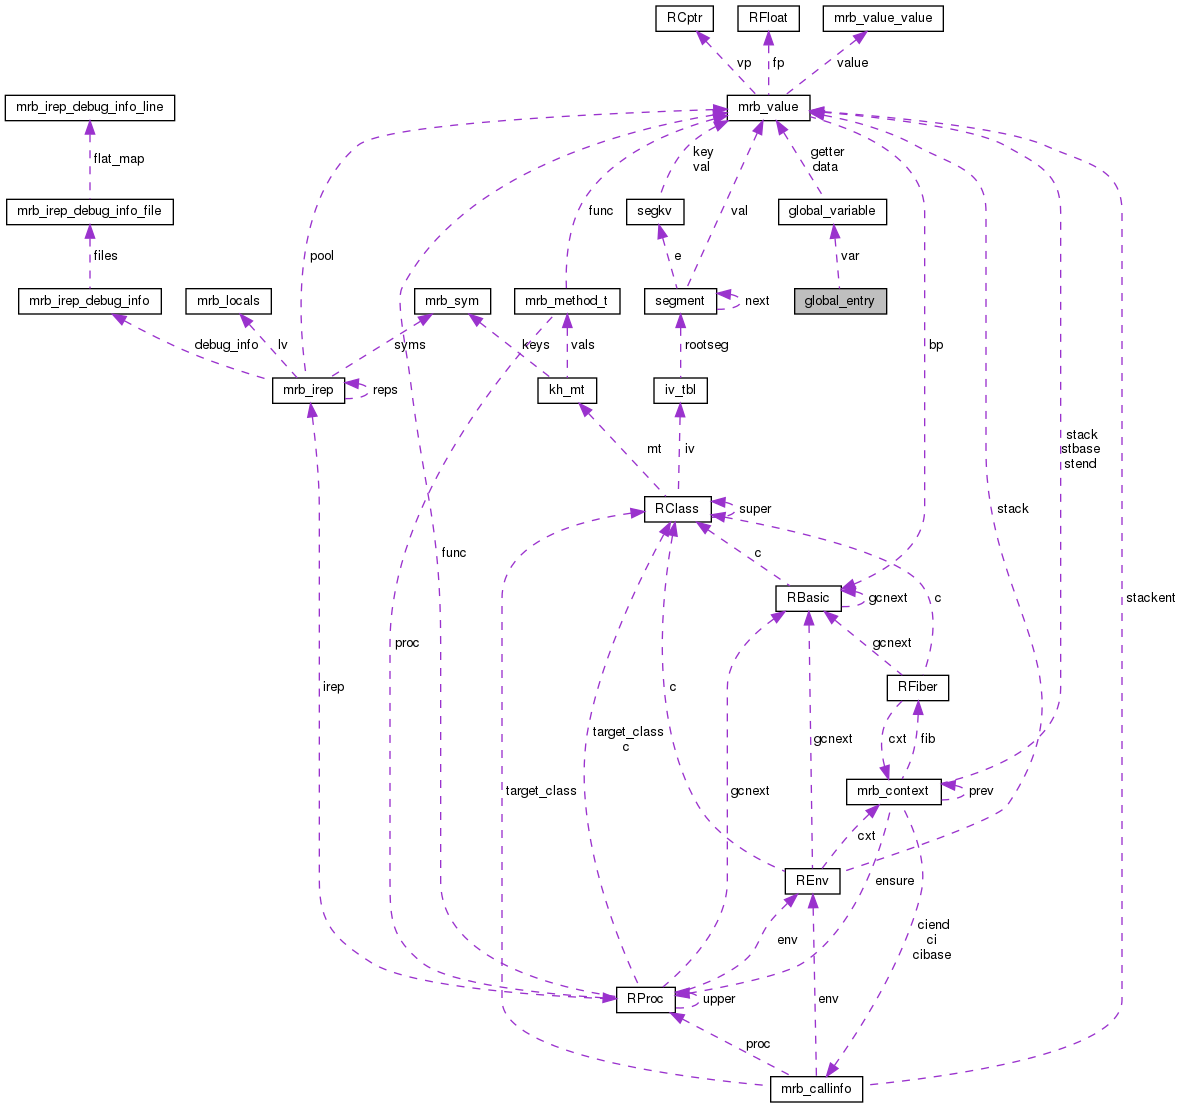 RCptr
RFloat
mrb_value_value
vp
fp
value
mrb_irep_debug_info_line
mrb_value
flat_map
key
val
getter
data
mrb_irep_debug_info_file
func
segkv
val
global_variable
files
pool
e
var
mrb_irep_debug_info
mrb_locals
mrb_sym
mrb_method_t
segment
next
global_entry
debug_info
lv
syms
keys
vals
rootseg
bp
mrb_irep
reps
kh_mt
iv_tbl
stack
stbase
stend
mt
iv
RClass
super
stack
func
c
RBasic
gcnext
c
stackent
proc
gcnext
irep
c
RFiber
target_class
c
gcnext
cxt
fib
target_class
gcnext
mrb_context
prev
cxt
REnv
ensure
env
ciend
ci
cibase
RProc
upper
env
proc
mrb_callinfo